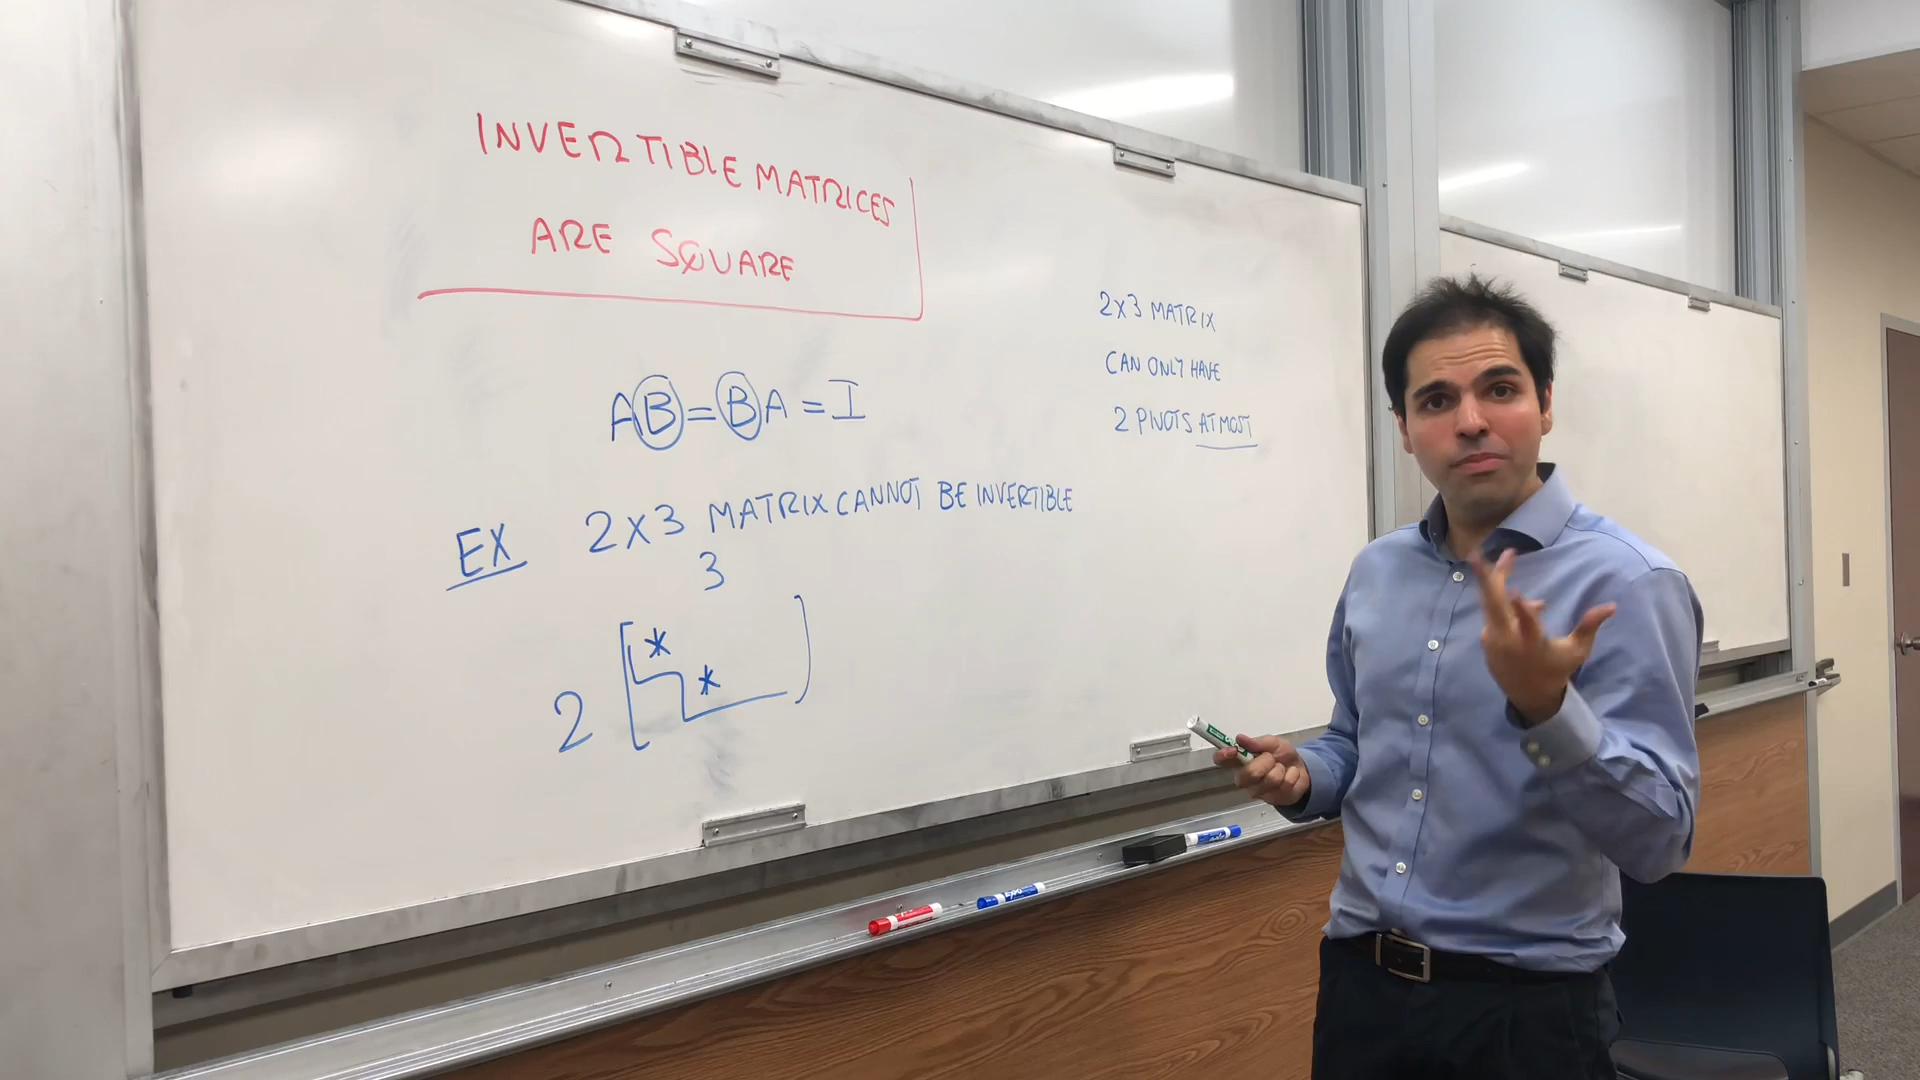 INVERTIBLE MATRICES
ARE SQUARE
AB = BA = I
EX 2X3 MATRIX CANNOT BE INVERTIBLE
3
2 [ * * ]
2X3 MATRIX
CAN ONLY HAVE
2 PIVOTS AT MOST
EXPO